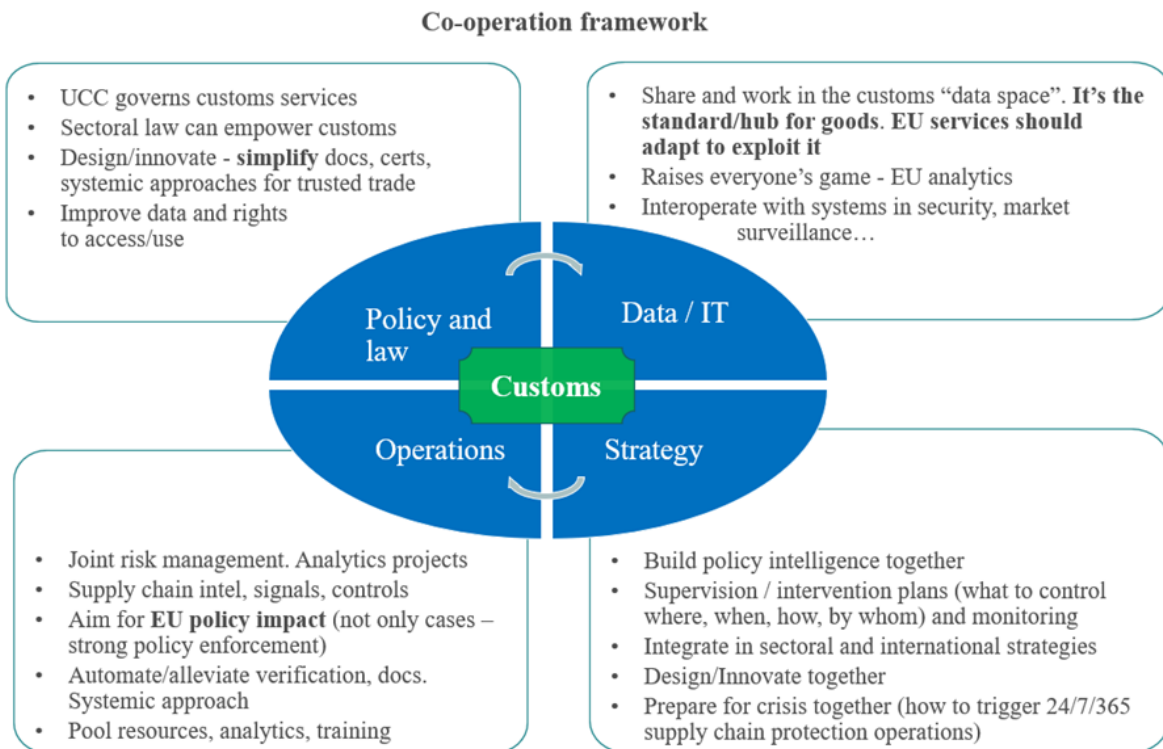 Co-operation framework
• UCC governs customs services
• Sectoral law can empower customs
• Design/innovate - simplify docs, certs,
systemic approaches for trusted trade
• Improve data and rights
to access/use
• Share and work in the customs “data space”. It’s the
standard/hub for goods. EU services should
adapt to exploit it
• Raises everyone’s game - EU analytics
• Interoperate with systems in security, market
surveillance…
Policy and
law
Data / IT
Customs
Operations
Strategy
• Joint risk management. Analytics projects
• Supply chain intel, signals, controls
• Aim for EU policy impact (not only cases –
strong policy enforcement)
• Automate/alleviate verification, docs.
Systemic approach
• Pool resources, analytics, training
• Build policy intelligence together
• Supervision / intervention plans (what to control
where, when, how, by whom) and monitoring
• Integrate in sectoral and international strategies
• Design/Innovate together
• Prepare for crisis together (how to trigger 24/7/365
supply chain protection operations)